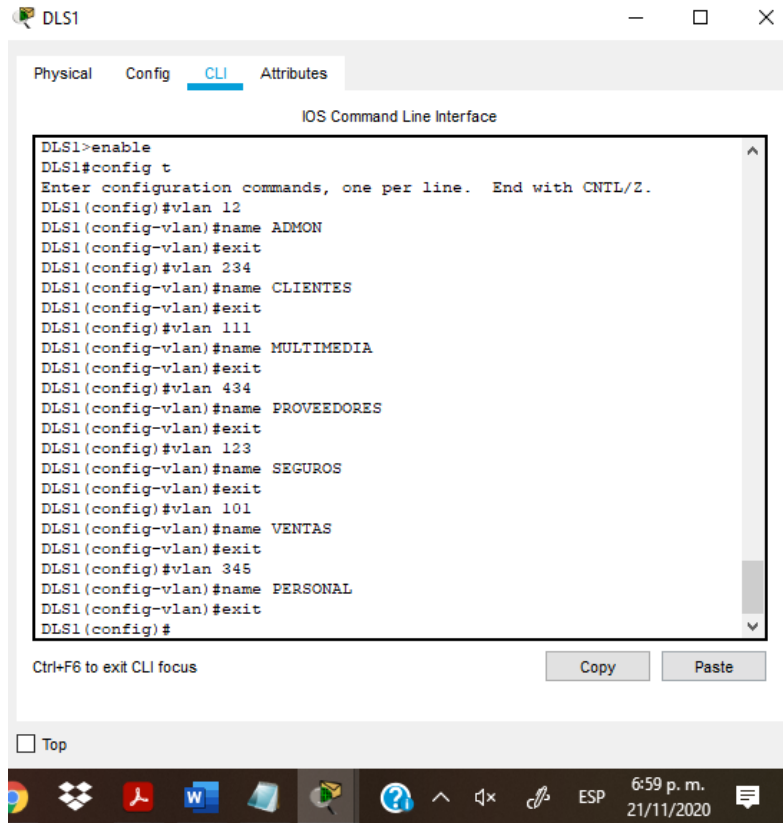 DLS1
Physical Config CLI Attributes
IOS Command Line Interface
DLS1>enable
DLS1#config t
Enter configuration commands, one per line. End with CNTL/Z.
DLS1(config)#vlan 12
DLS1(config-vlan)#name ADMON
DLS1(config-vlan)#exit
DLS1(config)#vlan 234
DLS1(config-vlan)#name CLIENTES
DLS1(config-vlan)#exit
DLS1(config)#vlan 111
DLS1(config-vlan)#name MULTIMEDIA
DLS1(config-vlan)#exit
DLS1(config)#vlan 434
DLS1(config-vlan)#name PROVEEDORES
DLS1(config-vlan)#exit
DLS1(config)#vlan 123
DLS1(config-vlan)#name SEGUROS
DLS1(config-vlan)#exit
DLS1(config)#vlan 101
DLS1(config-vlan)#name VENTAS
DLS1(config-vlan)#exit
DLS1(config)#vlan 345
DLS1(config-vlan)#name PERSONAL
DLS1(config-vlan)#exit
DLS1(config)#
Ctrl+F6 to exit CLI focus
Copy Paste
Top
W ESP 6:59 p. m.
21/11/2020